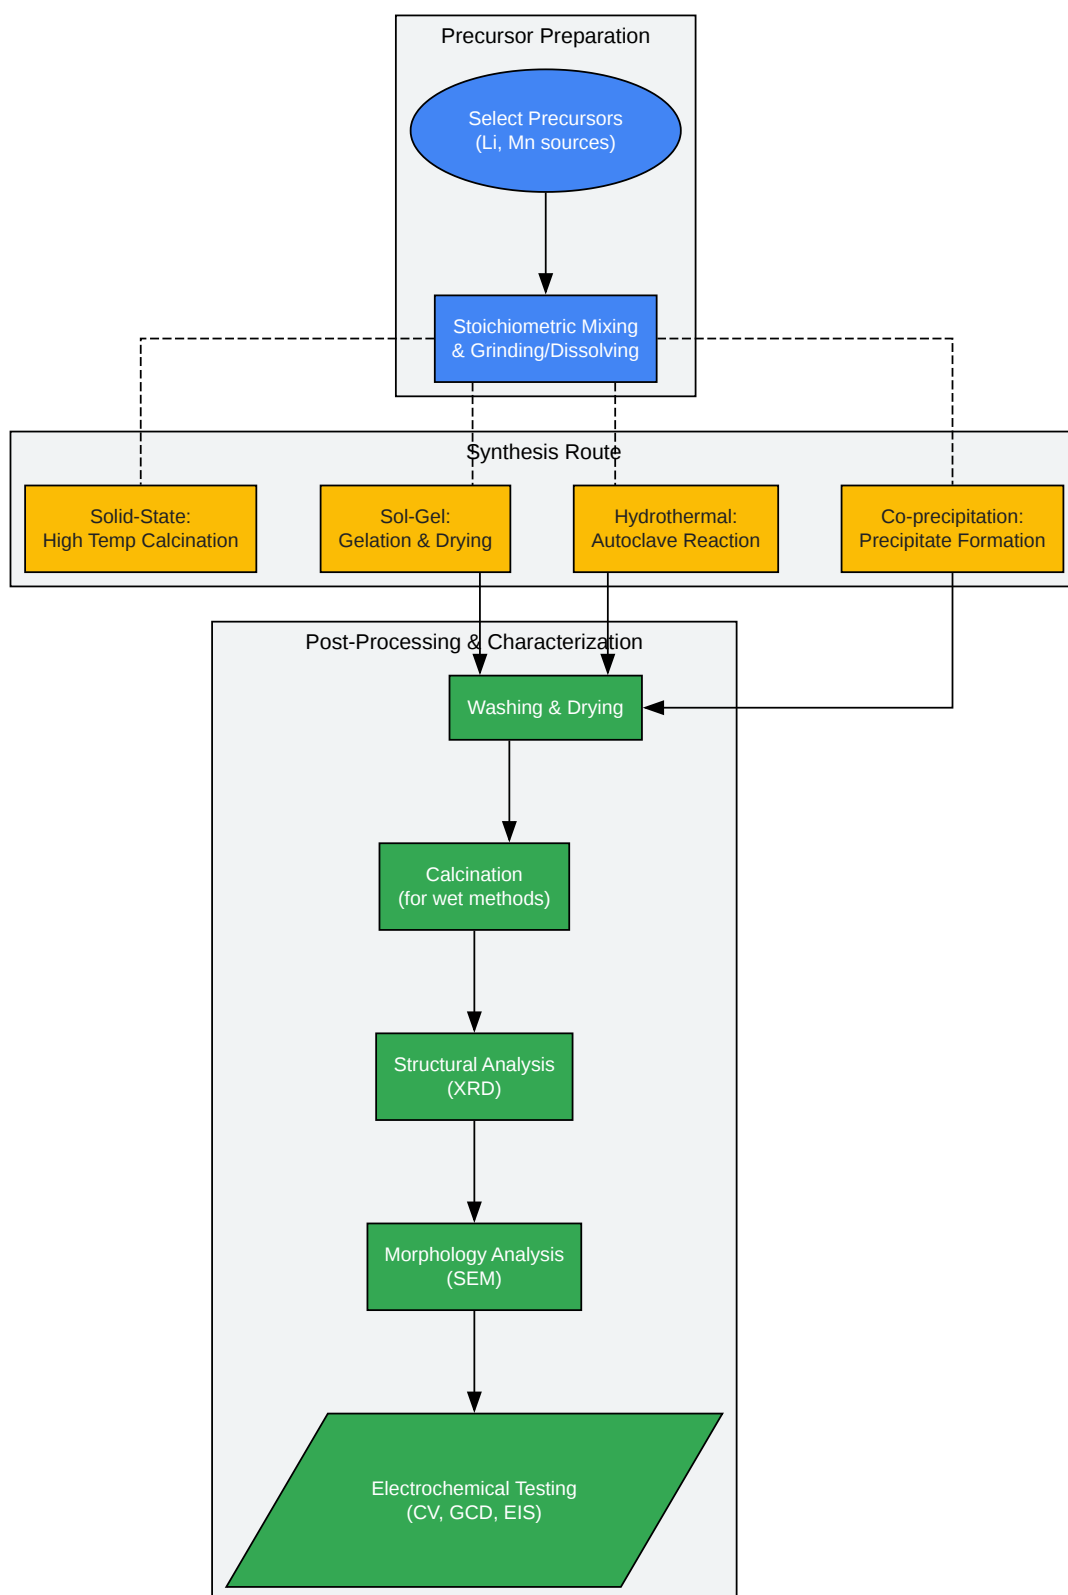 Precursor Preparation
Select Precursors
(Li, Mn sources)
Stoichiometric Mixing
& Grinding/Dissolving
Synthesis Route
Solid-State:
High Temp Calcination
Sol-Gel:
Gelation & Drying
Hydrothermal:
Autoclave Reaction
Co-precipitation:
Precipitate Formation
Post-Processing & Characterization
Washing & Drying
Calcination
(for wet methods)
Structural Analysis
(XRD)
Morphology Analysis
(SEM)
Electrochemical Testing
(CV, GCD, EIS)